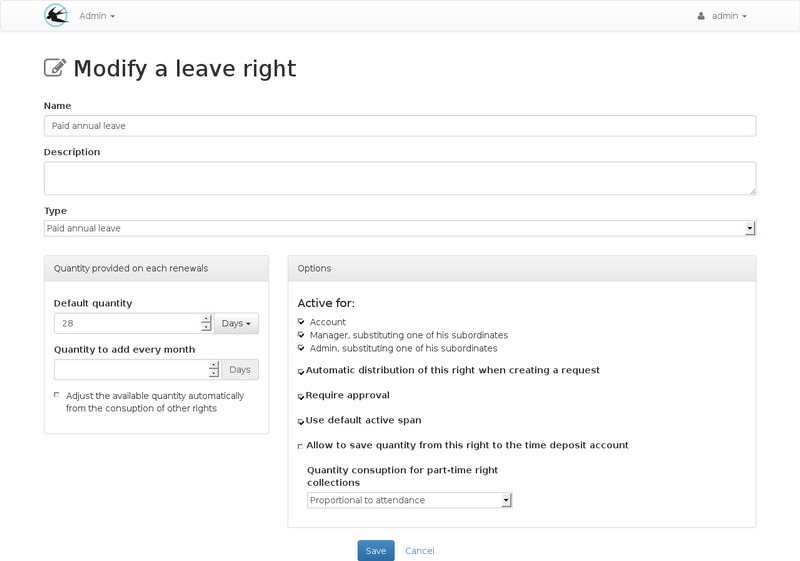 Admin
admin
Modify a leave right
Name
Paid annual leave
Description
Type
Paid annual leave
Quantity provided on each renewals
Default quantity
28
Days
Quantity to add every month
Days
Adjust the available quantity automatically
from the consuption of other rights
Options
Active for:
Account
Manager, substituting one of his subordinates
Admin, substituting one of his subordinates
Automatic distribution of this right when creating a request
Require approval
Use default active span
Allow to save quantity from this right to the time deposit account
Quantity consuption for part-time right
collections
Proportional to attendance
Save
Cancel